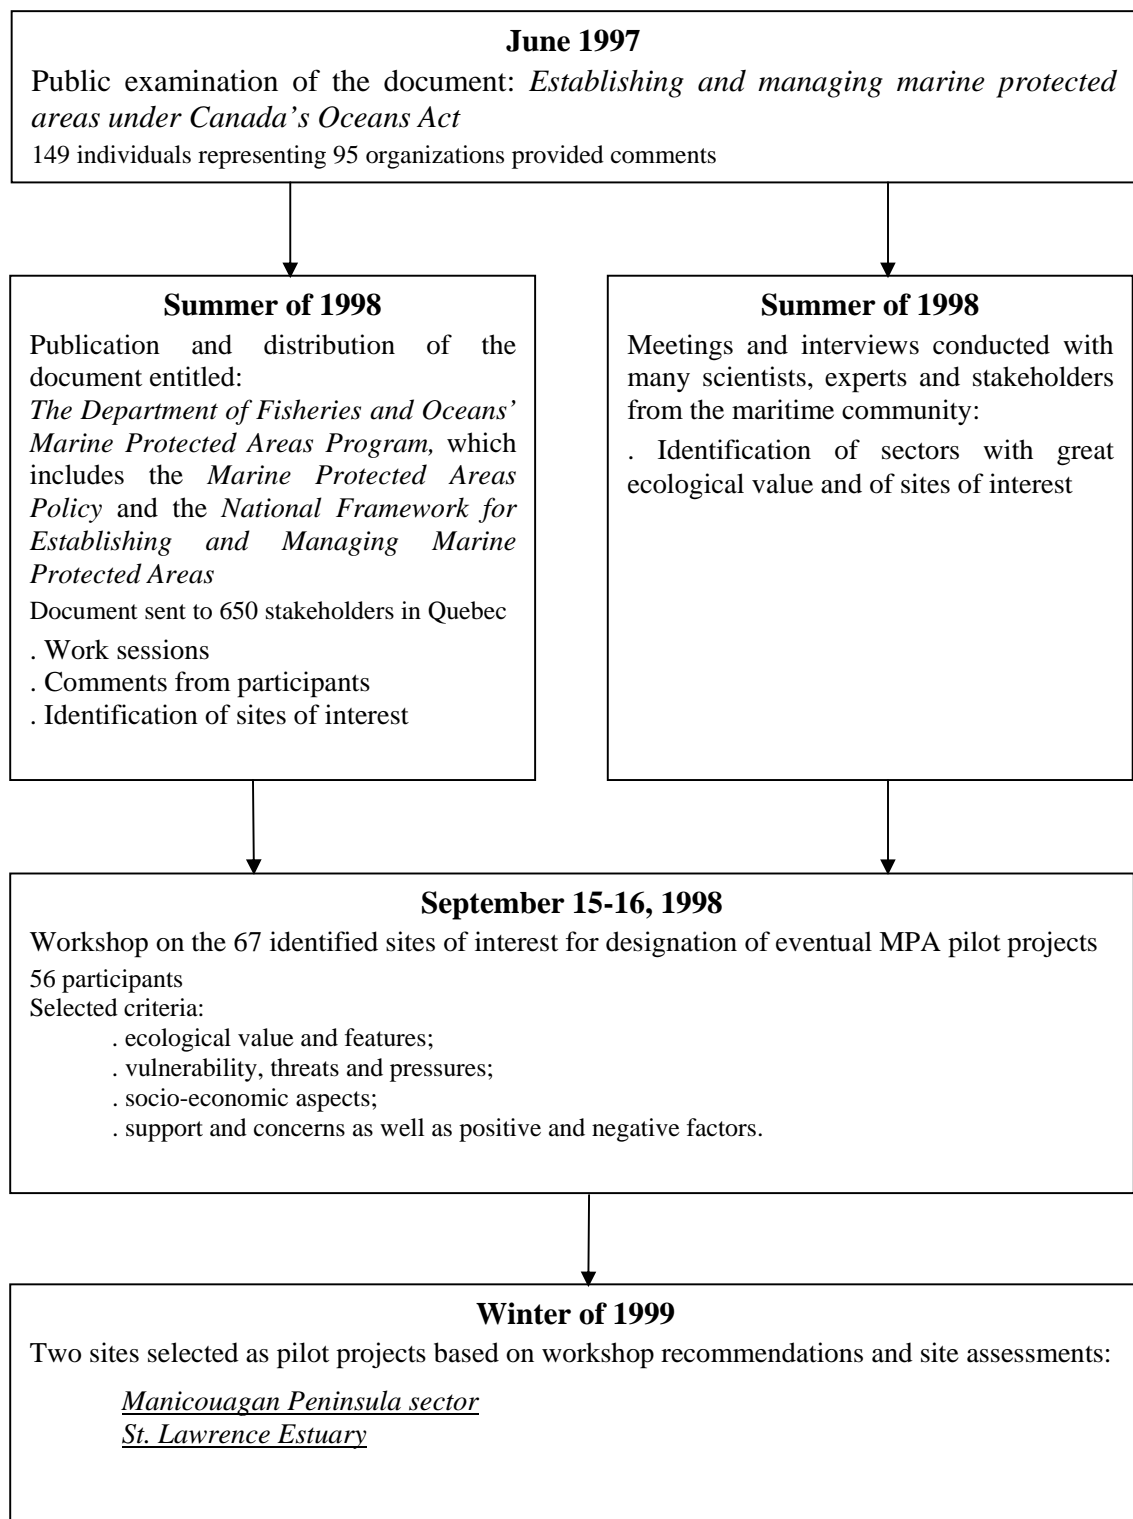 June 1997
Public examination of the document: Establishing and managing marine protected
areas under Canada’s Oceans Act
149 individuals representing 95 organizations provided comments
Summer of 1998
Publication and distribution of the
document entitled:
The Department of Fisheries and Oceans’
Marine Protected Areas Program, which
includes the Marine Protected Areas
Policy and the National Framework for
Establishing and Managing Marine
Protected Areas
Document sent to 650 stakeholders in Quebec
. Work sessions
. Comments from participants
. Identification of sites of interest
Summer of 1998
Meetings and interviews conducted with
many scientists, experts and stakeholders
from the maritime community:
. Identification of sectors with great
ecological value and of sites of interest
September 15-16, 1998
Workshop on the 67 identified sites of interest for designation of eventual MPA pilot projects
56 participants
Selected criteria:
. ecological value and features;
. vulnerability, threats and pressures;
. socio-economic aspects;
. support and concerns as well as positive and negative factors.
Winter of 1999
Two sites selected as pilot projects based on workshop recommendations and site assessments:
Manicouagan Peninsula sector
St. Lawrence Estuary